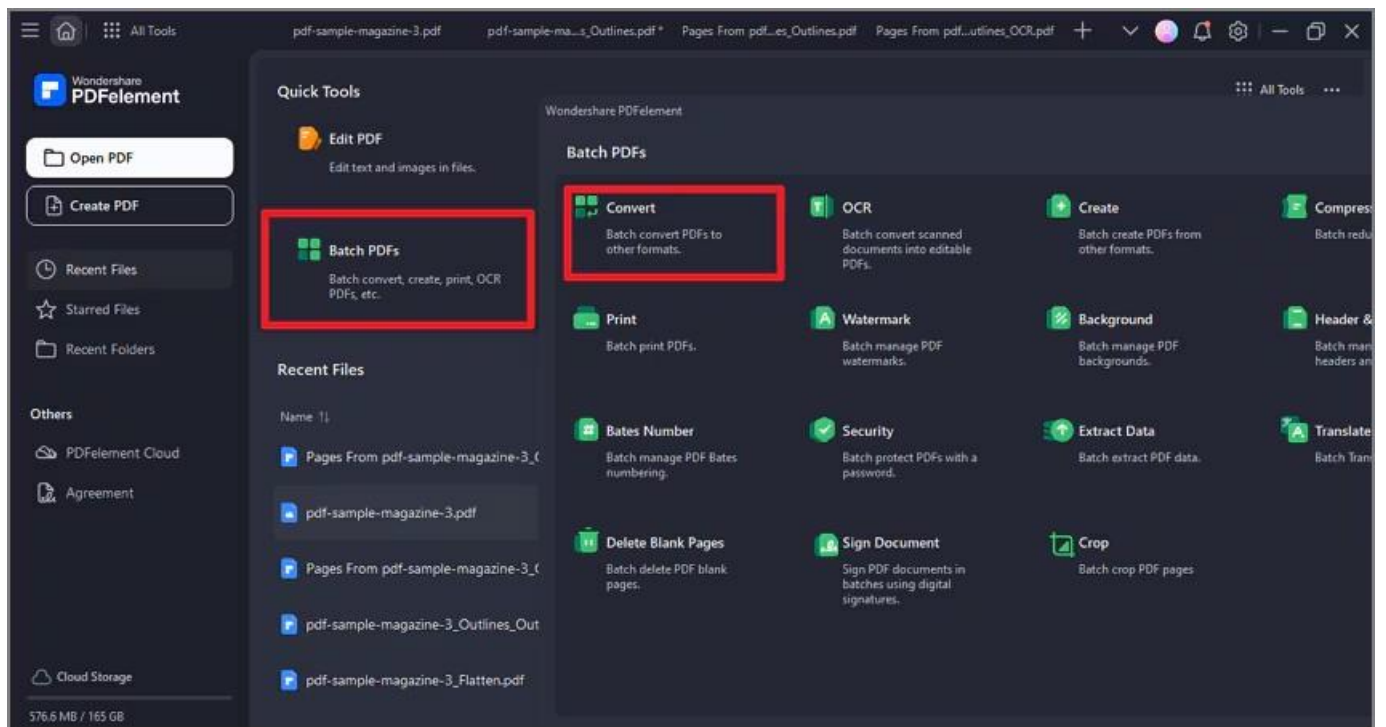 All Tools
pdf-sample-magazine-3.pdf
pdf-sample-ma...s_Outlines.pdf *
Pages From pdf...es_Outlines.pdf
Pages From pdf...utlines_OCR.pdf
Wondershare
PDFelement
Open PDF
Create PDF
Recent Files
Starred Files
Recent Folders
Others
PDFelement Cloud
Agreement
Cloud Storage
576.6 MB / 165 GB
Quick Tools
All Tools
Edit PDF
Edit text and images in files.
Batch PDFs
Batch convert, create, print, OCR
PDFs, etc.
Recent Files
Name
Pages From pdf-sample-magazine-3_(
pdf-sample-magazine-3.pdf
Pages From pdf-sample-magazine-3_(
pdf-sample-magazine-3_Outlines_Out
pdf-sample-magazine-3_Flatten.pdf
Wondershare PDFelement
Batch PDFs
Convert
Batch convert PDFs to
other formats.
OCR
Batch convert scanned
documents into editable
PDFs.
Create
Batch create PDFs from
other formats.
Compres
Batch redu
Print
Batch print PDFs.
Watermark
Batch manage PDF
watermarks.
Background
Batch manage PDF
backgrounds.
Header &
Batch man
headers an
Bates Number
Batch manage PDF Bates
numbering.
Security
Batch protect PDFs with a
password.
Extract Data
Batch extract PDF data.
Translate
Batch Tran
Delete Blank Pages
Batch delete PDF blank
pages.
Sign Document
Sign PDF documents in
batches using digital
signatures.
Crop
Batch crop PDF pages